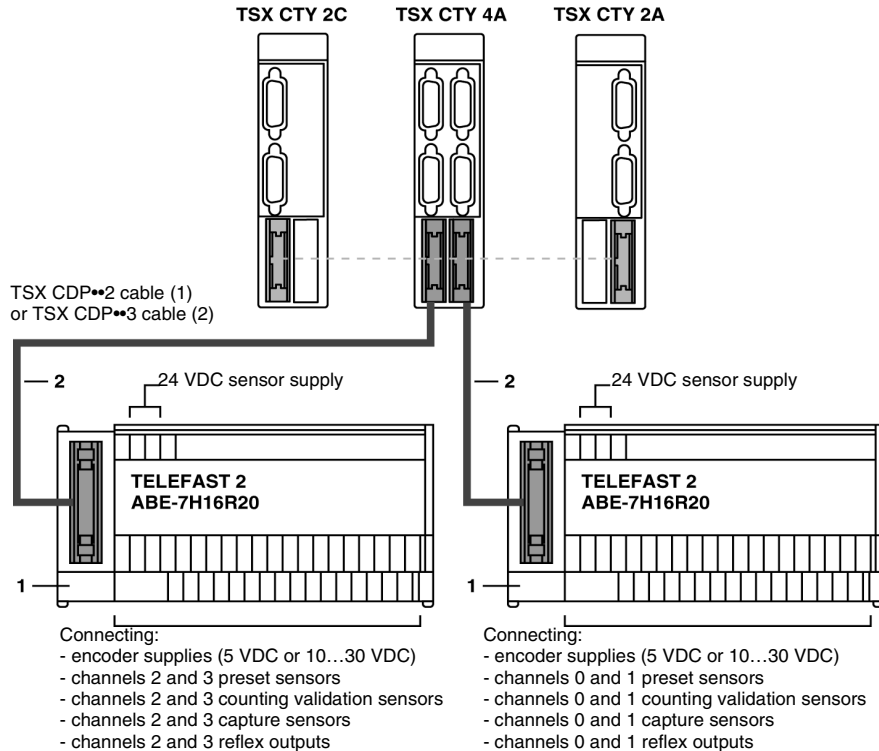 TSX CTY 2C TSX CTY 4A TSX CTY 2A
TSX CDP••2 cable (1)
or TSX CDP••3 cable (2)
2
24 VDC sensor supply
TELEFAST 2
ABE-7H16R20
1
Connecting:
- encoder supplies (5 VDC or 10…30 VDC)
- channels 2 and 3 preset sensors
- channels 2 and 3 counting validation sensors
- channels 2 and 3 capture sensors
- channels 2 and 3 reflex outputs
2
24 VDC sensor supply
TELEFAST 2
ABE-7H16R20
1
Connecting:
- encoder supplies (5 VDC or 10…30 VDC)
- channels 0 and 1 preset sensors
- channels 0 and 1 counting validation sensors
- channels 0 and 1 capture sensors
- channels 0 and 1 reflex outputs